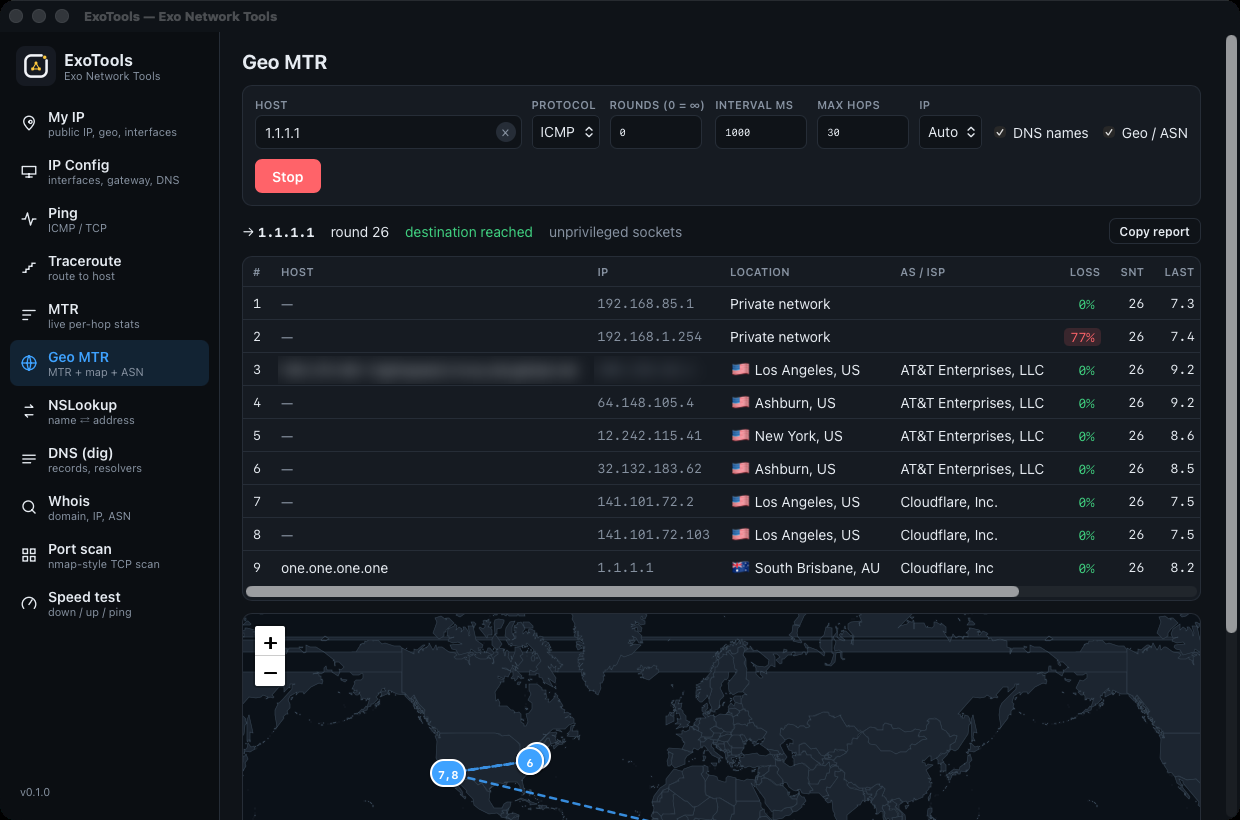 ExoTools — Exo Network Tools
ExoTools
Exo Network Tools
My IP
public IP, geo, interfaces
IP Config
interfaces, gateway, DNS
Ping
ICMP / TCP
Traceroute
route to host
MTR
live per-hop stats
Geo MTR
MTR + map + ASN
NSLookup
name ⇄ address
DNS (dig)
records, resolvers
Whois
domain, IP, ASN
Port scan
nmap-style TCP scan
Speed test
down / up / ping
v0.1.0
Geo MTR
HOST PROTOCOL ROUNDS (0 = ∞) INTERVAL MS MAX HOPS IP
1.1.1.1 × ICMP 0 1000 30 Auto ✓ DNS names ✓ Geo / ASN
Stop
→ 1.1.1.1 round 26 destination reached unprivileged sockets Copy report
# HOST IP LOCATION AS / ISP LOSS SNT LAST
1 — 192.168.85.1 Private network 0% 26 7.3
2 — 192.168.1.254 Private network 77% 26 7.4
3 🇺🇸 Los Angeles, US AT&T Enterprises, LLC 0% 26 9.2
4 — 64.148.105.4 🇺🇸 Ashburn, US AT&T Enterprises, LLC 0% 26 9.2
5 — 12.242.115.41 🇺🇸 New York, US AT&T Enterprises, LLC 0% 26 8.6
6 — 32.132.183.62 🇺🇸 Ashburn, US AT&T Enterprises, LLC 0% 26 8.5
7 — 141.101.72.2 🇺🇸 Los Angeles, US Cloudflare, Inc. 0% 26 7.5
8 — 141.101.72.103 🇺🇸 Los Angeles, US Cloudflare, Inc. 0% 26 7.5
9 one.one.one.one 1.1.1.1 🇦🇺 South Brisbane, AU Cloudflare, Inc 0% 26 8.2
+
−
6
7,8